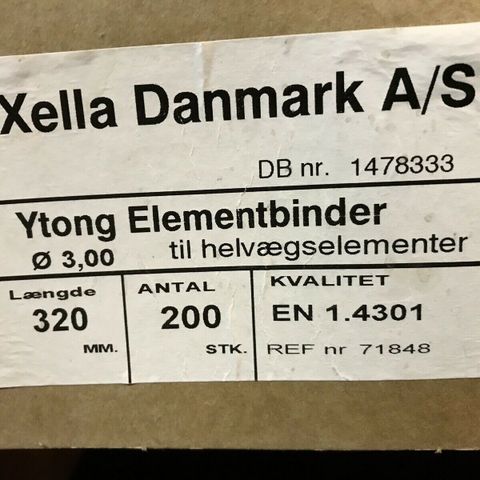 Xella Danmark A/S
DB nr. 1478333
Ytong Elementbinder
Ø 3,00 til helvægselementer
Længde ANTAL KVALITET
320 200 EN 1.4301
MM. STK. REF nr 71848